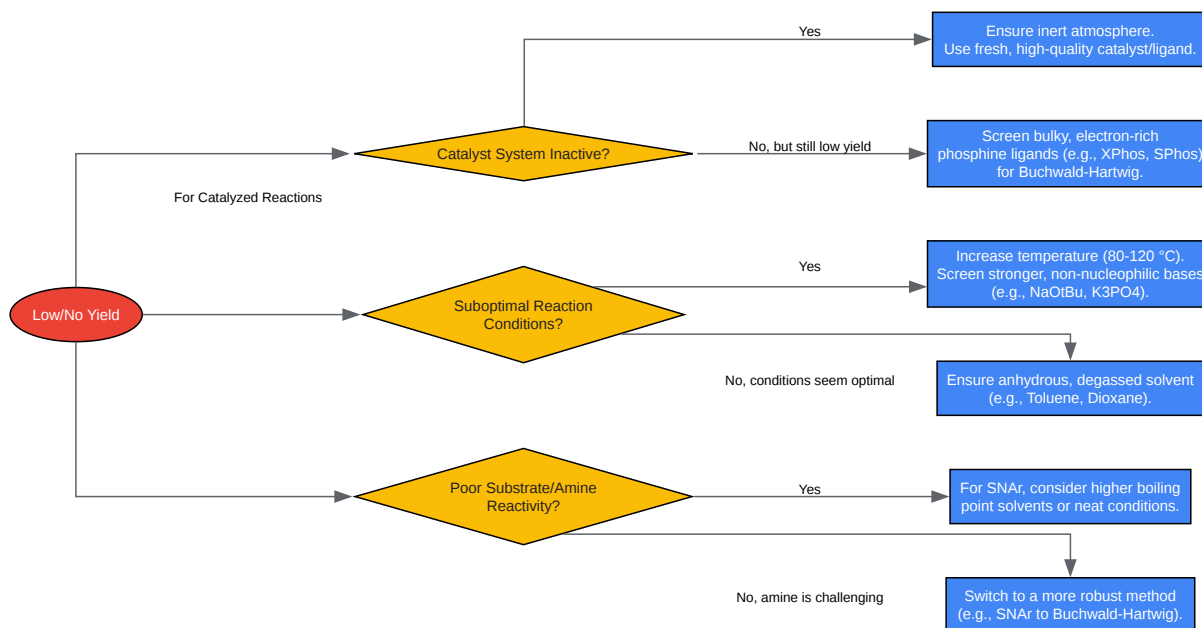 Yes
Ensure inert atmosphere.
Use fresh, high-quality catalyst/ligand.
Catalyst System Inactive?
No, but still low yield
Screen bulky, electron-rich
phosphine ligands (e.g., XPhos, SPhos)
for Buchwald-Hartwig.
For Catalyzed Reactions
Low/No Yield
Suboptimal Reaction
Conditions?
Yes
Increase temperature (80-120 °C).
Screen stronger, non-nucleophilic bases
(e.g., NaOtBu, K3PO4).
No, conditions seem optimal
Ensure anhydrous, degassed solvent
(e.g., Toluene, Dioxane).
Poor Substrate/Amine
Reactivity?
Yes
For SNAr, consider higher boiling
point solvents or neat conditions.
No, amine is challenging
Switch to a more robust method
(e.g., SNAr to Buchwald-Hartwig).